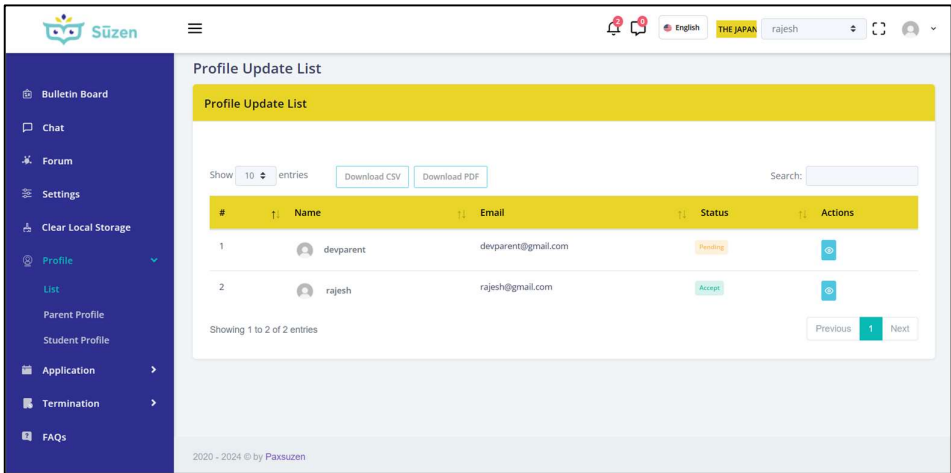 Sūzen
2 0 English THE JAPAN rajesh
Bulletin Board
Chat
Forum
Settings
Clear Local Storage
Profile
List
Parent Profile
Student Profile
Application
Termination
FAQs
Profile Update List
Profile Update List
Show 10 entries Download CSV Download PDF Search:
# Name Email Status Actions
1 devparent devparent@gmail.com Pending
2 rajesh rajesh@gmail.com Accept
Showing 1 to 2 of 2 entries Previous 1 Next
2020 - 2024 © by Paxsuzen